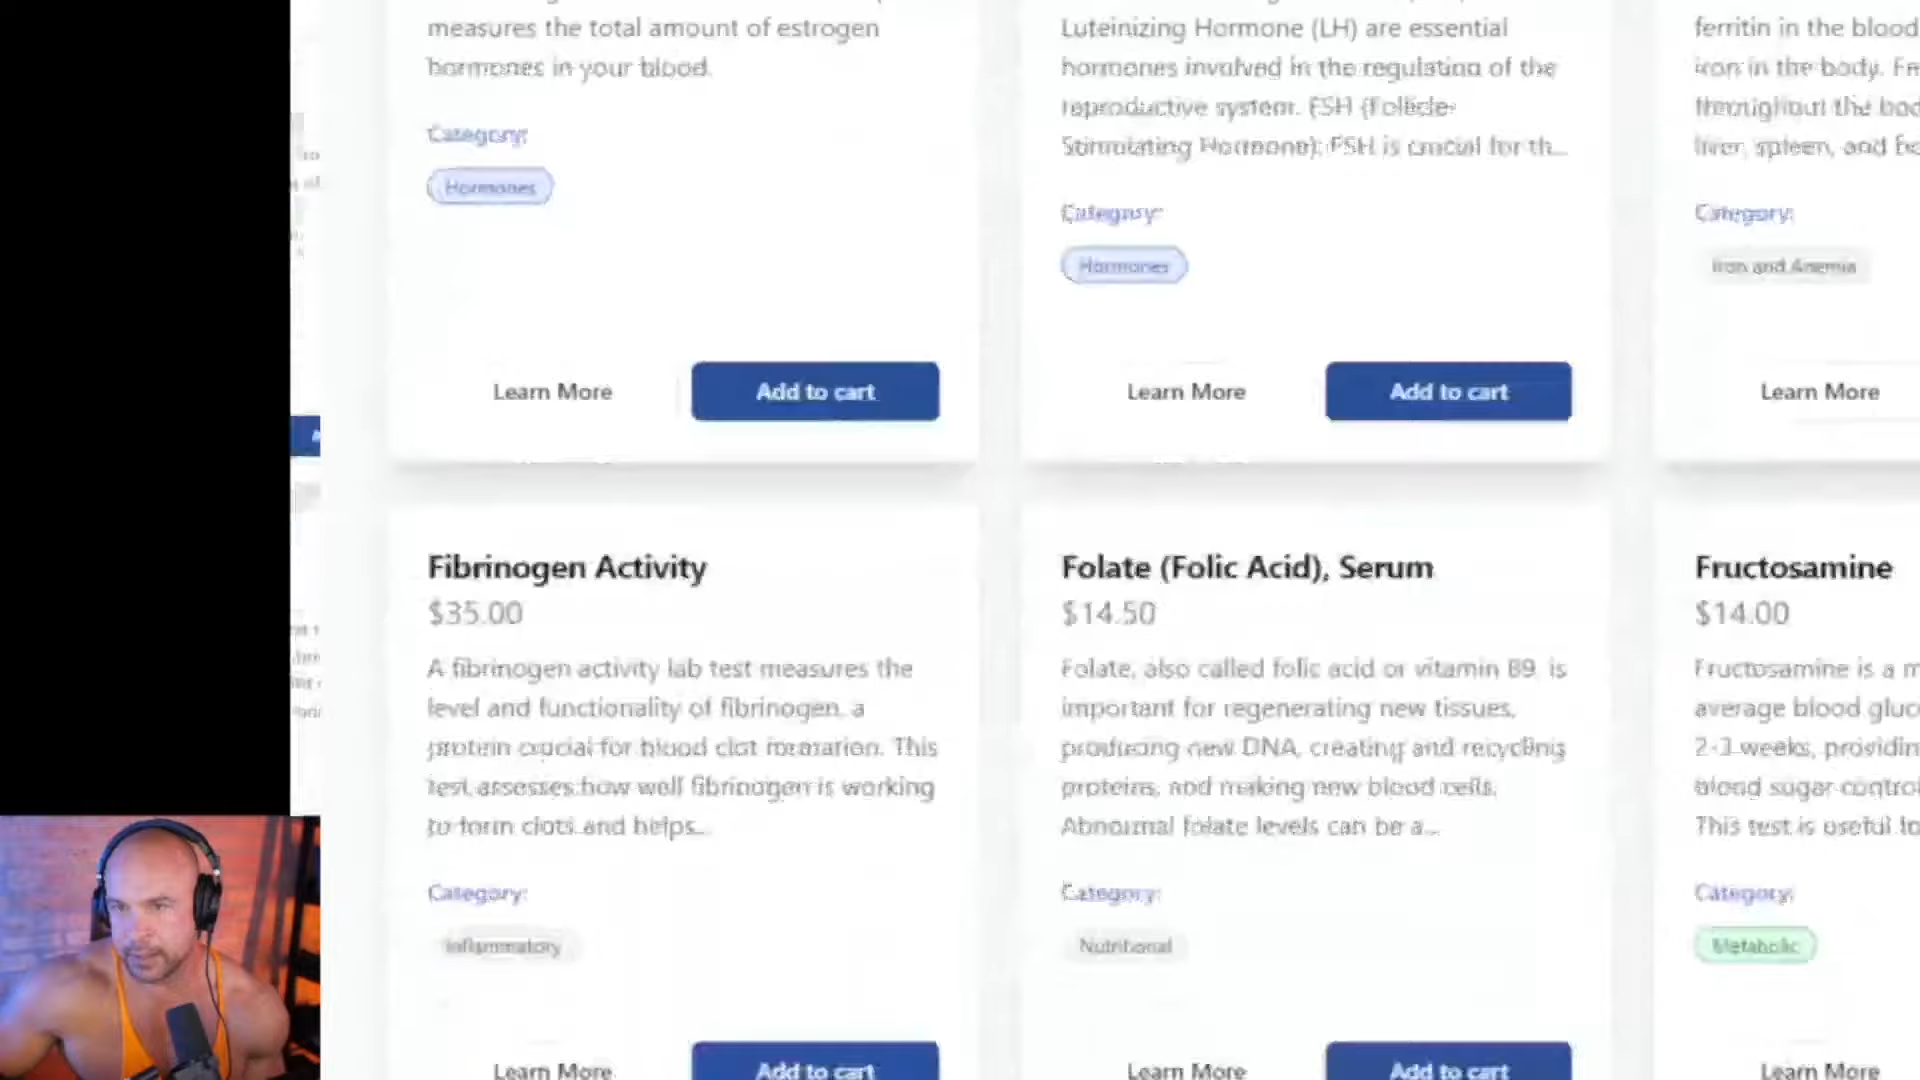 measures the total amount of estrogen
hormones in your blood.
Category:
Hormones
Learn More
Add to cart
Luteinizing Hormone (LH) are essential
hormones involved in the regulation of the
reproductive system. FSH (Follicle-
Stimulating Hormone): FSH is crucial for th...
Category:
Hormones
Learn More
Add to cart
ferritin in the blood
iron in the body. Fe
throughout the bod
liver, spleen, and bo
Category:
Iron and Anemia
Learn More
Fibrinogen Activity
$35.00
A fibrinogen activity lab test measures the
level and functionality of fibrinogen, a
protein crucial for blood clot formation. This
test assesses how well fibrinogen is working
to form clots and helps...
Category:
Inflammatory
Learn More
Add to cart
Folate (Folic Acid), Serum
$14.50
Folate, also called folic acid or vitamin B9, is
important for regenerating new tissues,
producing new DNA, creating and recycling
proteins, and making new blood cells.
Abnormal folate levels can be a...
Category:
Nutritional
Learn More
Add to cart
Fructosamine
$14.00
Fructosamine is a m
average blood gluco
2-3 weeks, providin
blood sugar control
This test is useful fo
Category:
Metabolic
Learn More